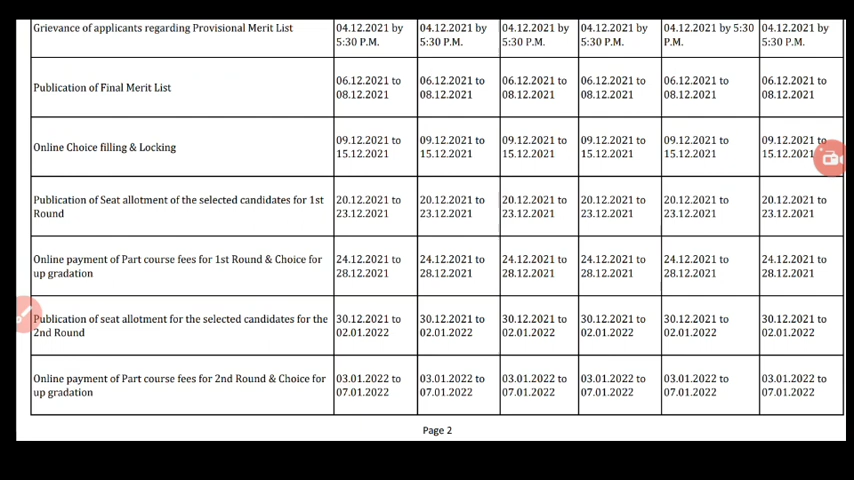 Grievance of applicants regarding Provisional Merit List 04.12.2021 by 04.12.2021 by 04.12.2021 by 04.12.2021 by 04.12.2021 by 5:30 04.12.2021 by
5:30 P.M. 5:30 P.M. 5:30 P.M. 5:30 P.M. P.M. 5:30 P.M.
Publication of Final Merit List 06.12.2021 to 06.12.2021 to 06.12.2021 to 06.12.2021 to 06.12.2021 to 06.12.2021 to
08.12.2021 08.12.2021 08.12.2021 08.12.2021 08.12.2021 08.12.2021
Online Choice filling & Locking 09.12.2021 to 09.12.2021 to 09.12.2021 to 09.12.2021 to 09.12.2021 to 09.12.2021 to
15.12.2021 15.12.2021 15.12.2021 15.12.2021 15.12.2021 15.12.2021
Publication of Seat allotment of the selected candidates for 1st 20.12.2021 to 20.12.2021 to 20.12.2021 to 20.12.2021 to 20.12.2021 to 20.12.2021 to
Round 23.12.2021 23.12.2021 23.12.2021 23.12.2021 23.12.2021 23.12.2021
Online payment of Part course fees for 1st Round & Choice for 24.12.2021 to 24.12.2021 to 24.12.2021 to 24.12.2021 to 24.12.2021 to 24.12.2021 to
up gradation 28.12.2021 28.12.2021 28.12.2021 28.12.2021 28.12.2021 28.12.2021
Publication of seat allotment for the selected candidates for the 30.12.2021 to 30.12.2021 to 30.12.2021 to 30.12.2021 to 30.12.2021 to 30.12.2021 to
2nd Round 02.01.2022 02.01.2022 02.01.2022 02.01.2022 02.01.2022 02.01.2022
Online payment of Part course fees for 2nd Round & Choice for 03.01.2022 to 03.01.2022 to 03.01.2022 to 03.01.2022 to 03.01.2022 to 03.01.2022 to
up gradation 07.01.2022 07.01.2022 07.01.2022 07.01.2022 07.01.2022 07.01.2022
Page 2